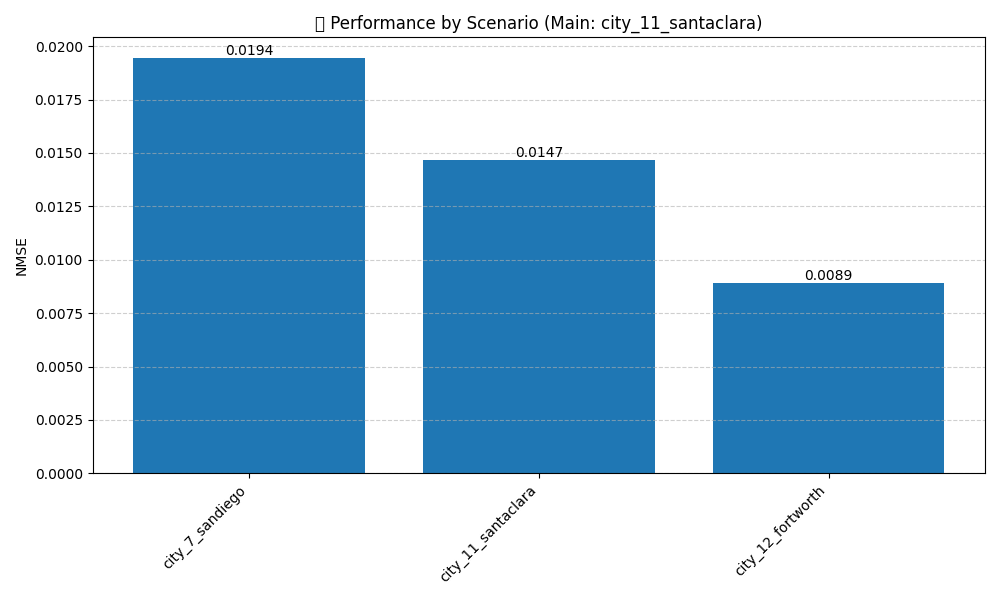 Performance by Scenario (Main: city_11_santaclara)
0.0200
0.0175
0.0150
0.0125
0.0100
0.0075
0.0050
0.0025
0.0000
NMSE
0.0194
0.0147
0.0089
city_7_sandiego
city_11_santaclara
city_12_fortworth